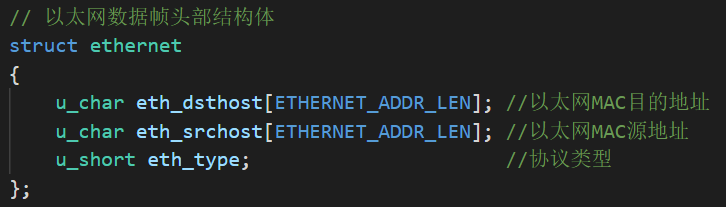 // 以太网数据帧头部结构体
struct ethernet
{
    u_char eth_dsthost[ETHERNET_ADDR_LEN]; //以太网MAC目的地址
    u_char eth_srchost[ETHERNET_ADDR_LEN]; //以太网MAC源地址
    u_short eth_type;                      //协议类型
};